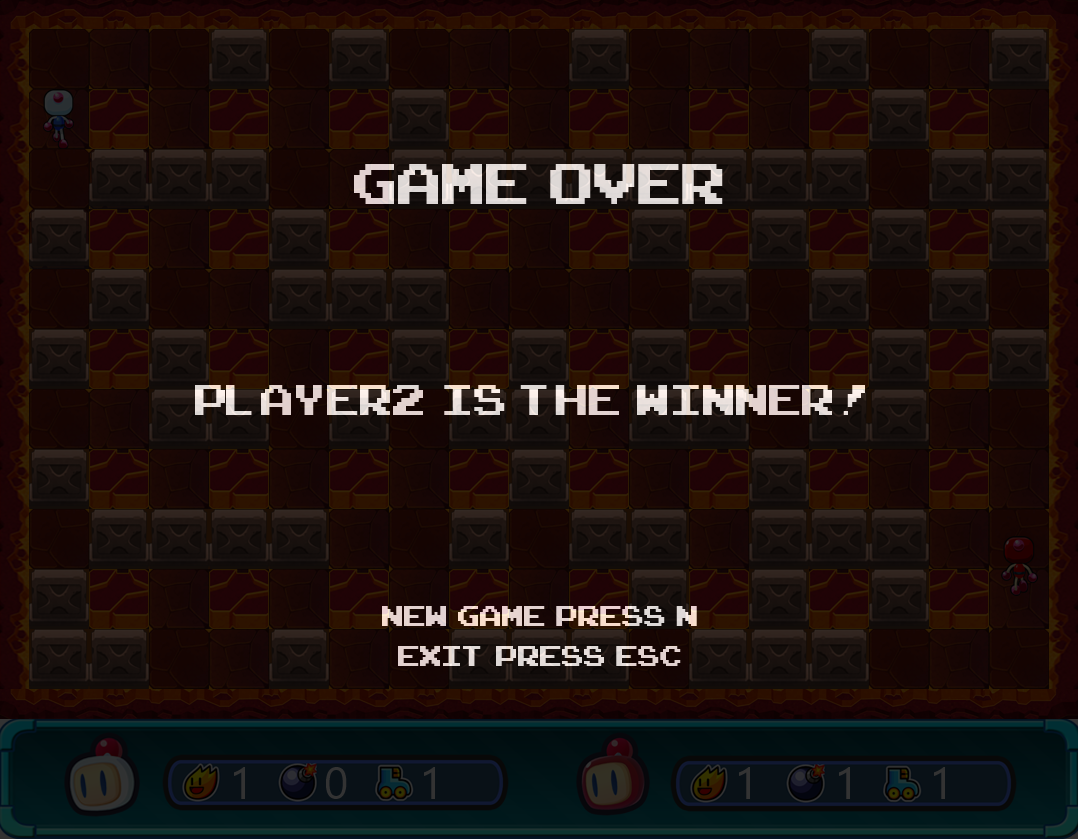 GAME OVER
PLAYER2 IS THE WINNER!
NEW GAME PRESS N
EXIT PRESS ESC
1 0 1 1 1 1